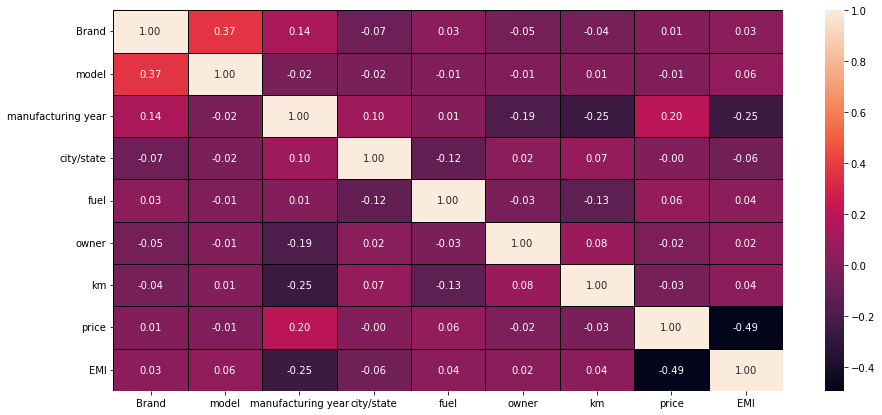 Brand 1.00 0.37 0.14 -0.07 0.03 -0.05 -0.04 0.01 0.03
model 0.37 1.00 -0.02 -0.02 -0.01 -0.01 0.01 -0.01 0.06
manufacturing year 0.14 -0.02 1.00 0.10 0.01 -0.19 -0.25 0.20 -0.25
city/state -0.07 -0.02 0.10 1.00 -0.12 0.02 0.07 -0.00 -0.06
fuel 0.03 -0.01 0.01 -0.12 1.00 -0.03 -0.13 0.06 0.04
owner -0.05 -0.01 -0.19 0.02 -0.03 1.00 0.08 -0.02 0.02
km -0.04 0.01 -0.25 0.07 -0.13 0.08 1.00 -0.03 0.04
price 0.01 -0.01 0.20 -0.00 0.06 -0.02 -0.03 1.00 -0.49
EMI 0.03 0.06 -0.25 -0.06 0.04 0.02 0.04 -0.49 1.00
Brand model manufacturing year city/state fuel owner km price EMI
1.0
0.8
0.6
0.4
0.2
0.0
−0.2
−0.4